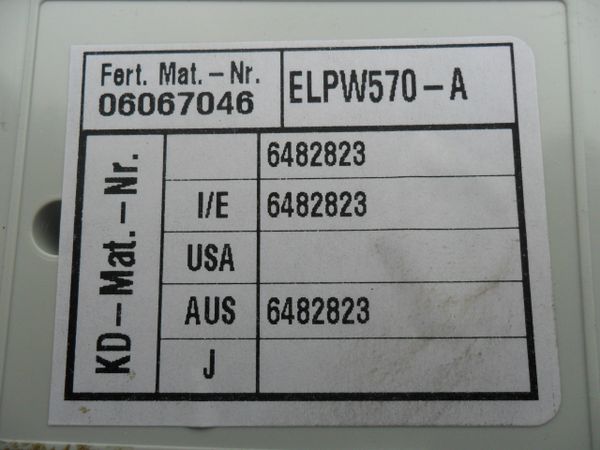 Fert. Mat.-Nr.
06067046
ELPW570-A
KD-Mat.-Nr.
6482823
I/E 6482823
USA
AUS 6482823
J